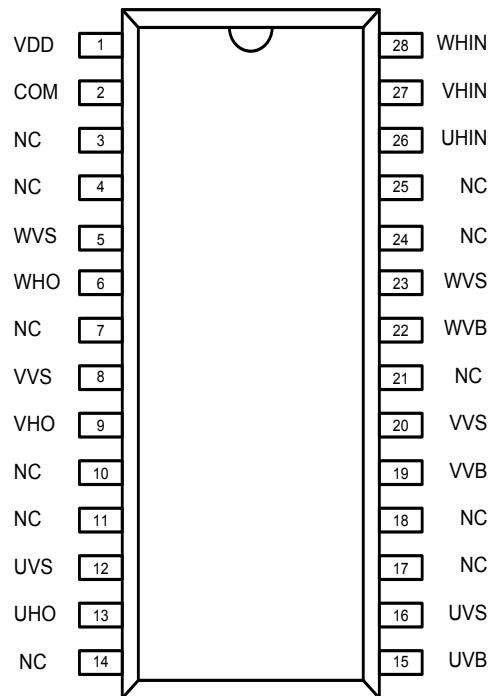 VDD 1 28 WHIN
COM 2 27 VHIN
NC 3 26 UHIN
NC 4 25 NC
WVS 5 24 NC
WHO 6 23 WVS
NC 7 22 WVB
VVS 8 21 NC
VHO 9 20 VVS
NC 10 19 VVB
NC 11 18 NC
UVS 12 17 NC
UHO 13 16 UVS
NC 14 15 UVB